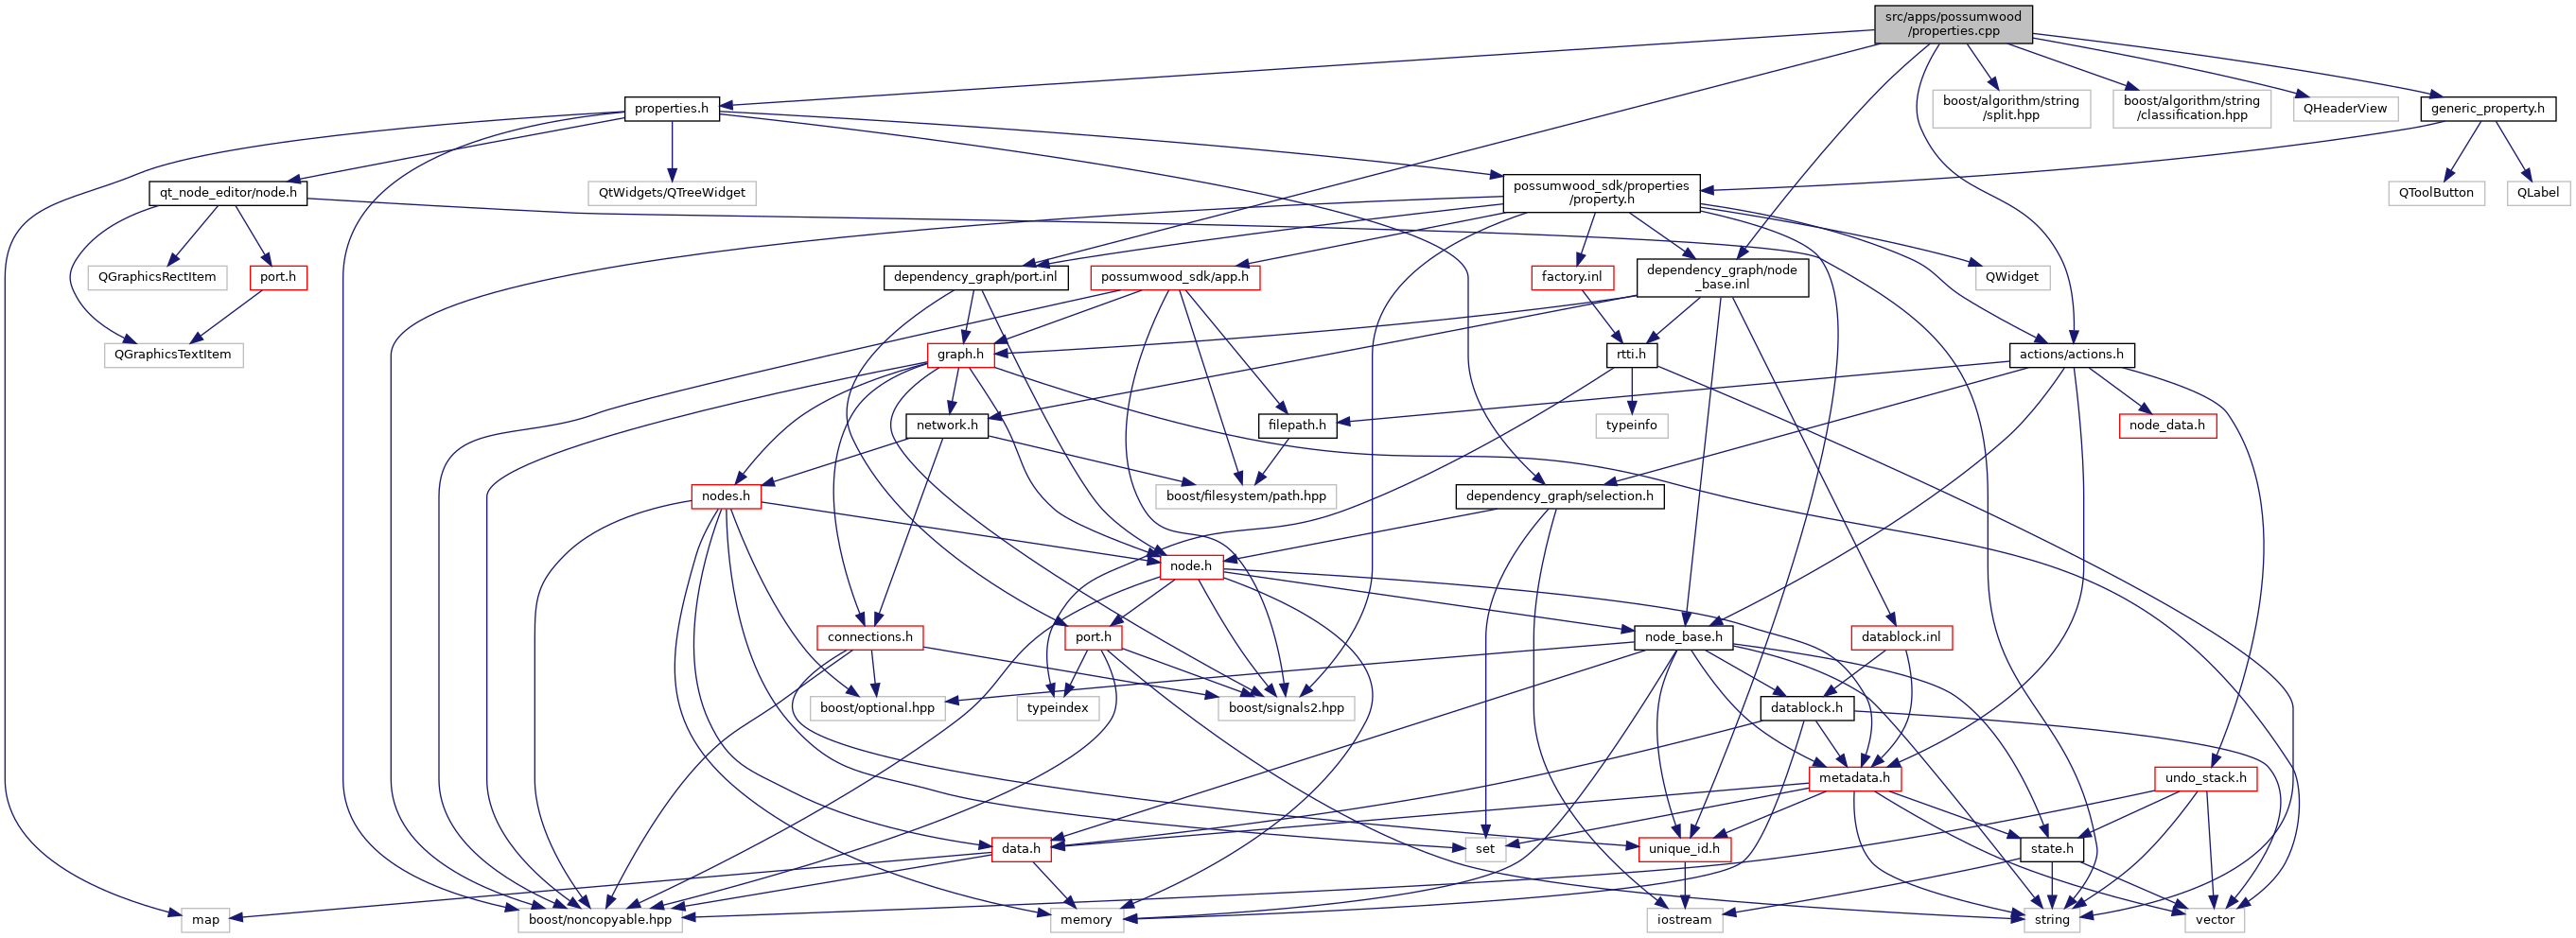 src/apps/possumwood
/properties.cpp
properties.h
boost/algorithm/string
/split.hpp
boost/algorithm/string
/classification.hpp
QHeaderView
generic_property.h
qt_node_editor/node.h
QtWidgets/QTreeWidget
possumwood_sdk/properties
/property.h
QToolButton
QLabel
QGraphicsRectItem
port.h
dependency_graph/port.inl
possumwood_sdk/app.h
factory.inl
dependency_graph/node
_base.inl
QWidget
QGraphicsTextItem
graph.h
rtti.h
actions/actions.h
network.h
filepath.h
typeinfo
node_data.h
nodes.h
boost/filesystem/path.hpp
dependency_graph/selection.h
node.h
connections.h
port.h
node_base.h
datablock.inl
boost/optional.hpp
typeindex
boost/signals2.hpp
datablock.h
metadata.h
undo_stack.h
data.h
set
unique_id.h
state.h
map
boost/noncopyable.hpp
memory
iostream
string
vector